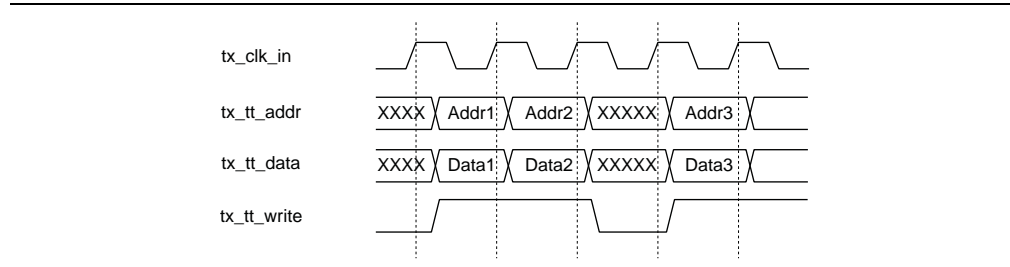 tx_clk_in
tx_tt_addr XXXX Addr1 Addr2 XXXXX Addr3
tx_tt_data XXXX Data1 Data2 XXXXX Data3
tx_tt_write